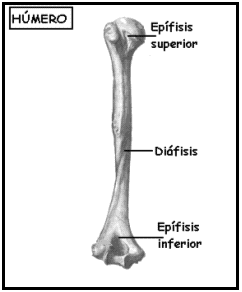 HÚMERO
Epífisis
superior
Diáfisis
Epífisis
inferior